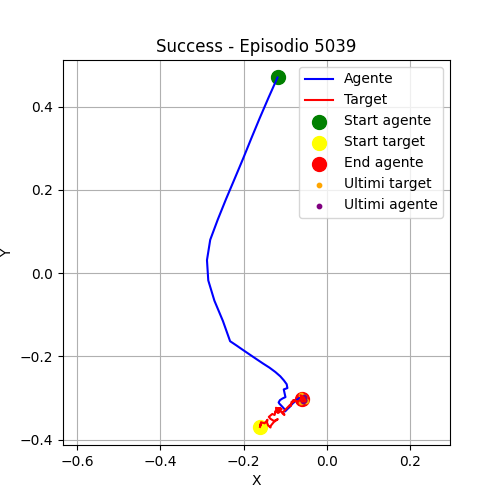 Success - Episodio 5039
Agente
Target
Start agente
Start target
End agente
Ultimi target
Ultimi agente
Y
0.4
0.2
0.0
−0.2
−0.4
−0.6
−0.4
−0.2
0.0
0.2
X